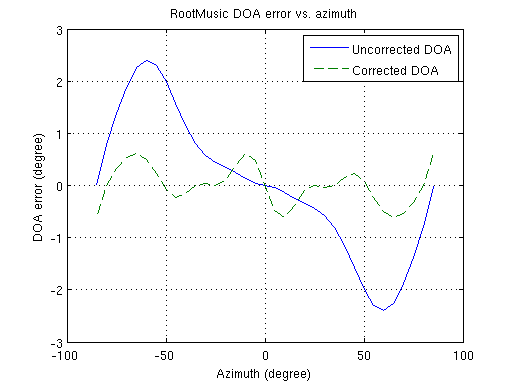 RootMusic DOA error vs. azimuth
Uncorrected DOA
Corrected DOA
DOA error (degree)
3
2
1
0
-1
-2
-3
-100
-50
0
50
100
Azimuth (degree)